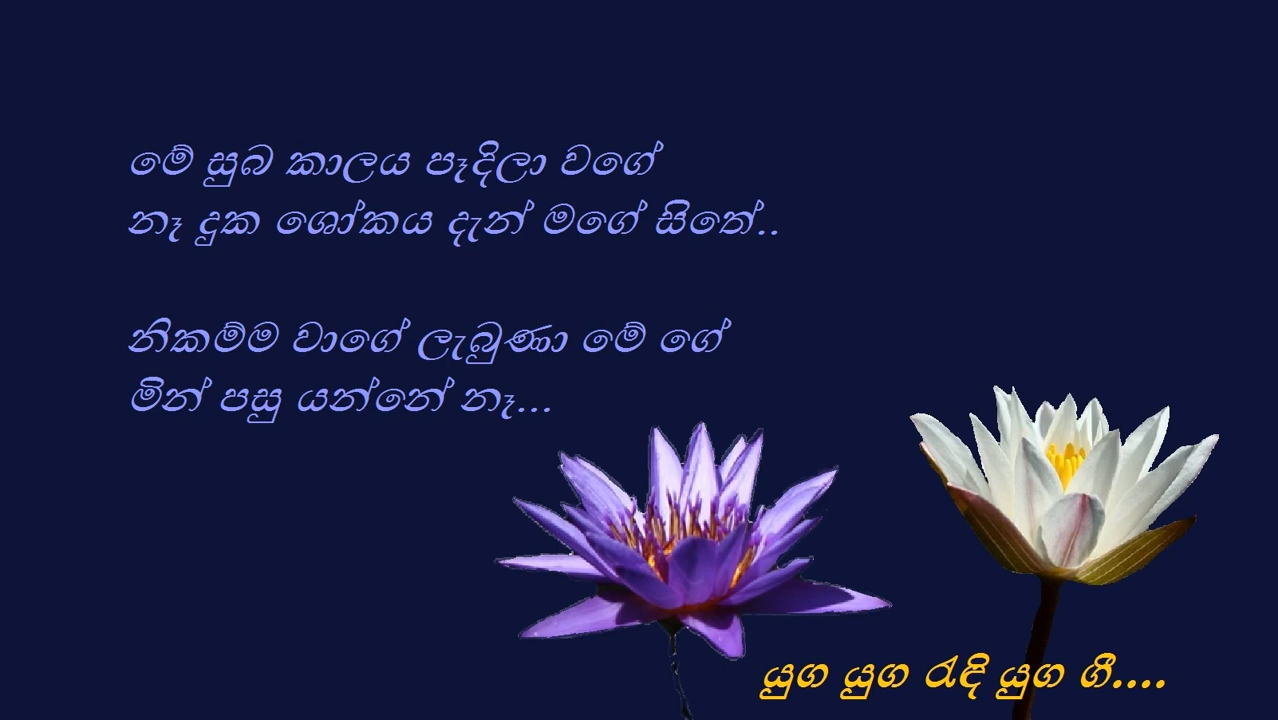 මේ සුබ කාලය පෑදිලා වගේ
නෑ දුක ශෝකය දැන් මගේ සිතේ..
නිකම්ම වාගේ ලැබුණා මේ ගේ
මින් පසු යන්නේ නෑ...
යුග යුග රැඳි යුග ගී....